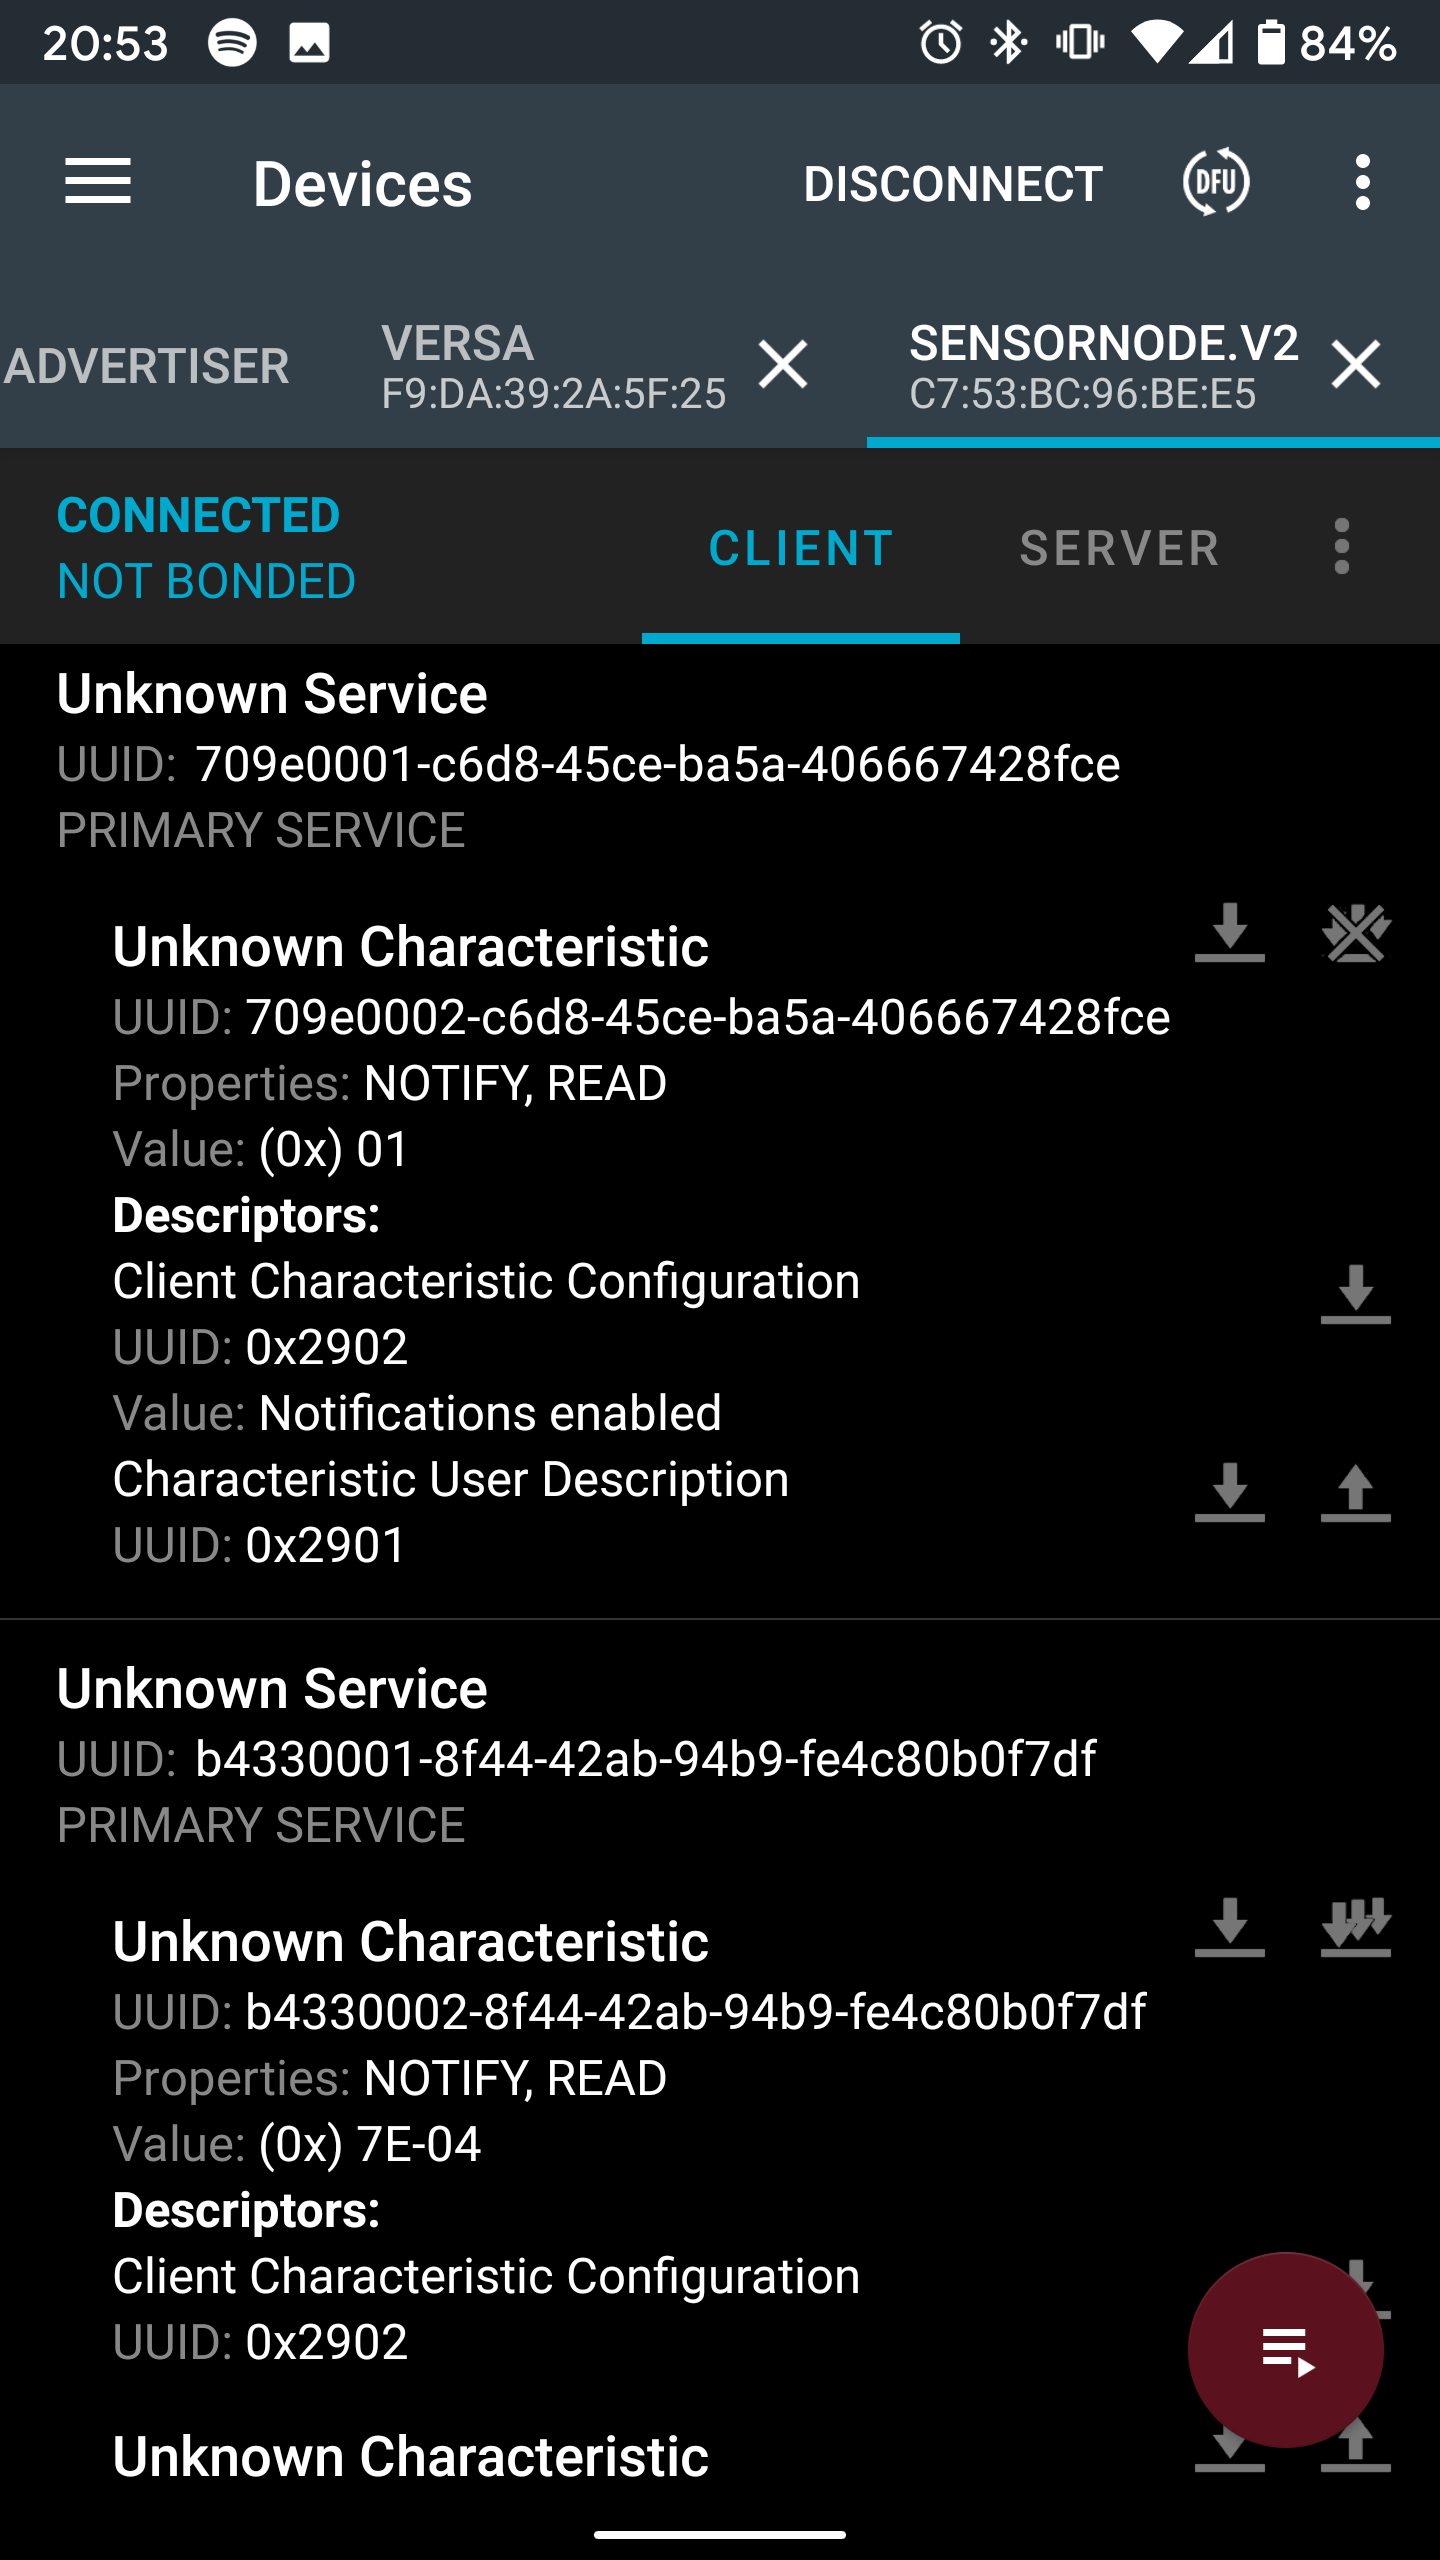 20:53 84%
Devices DISCONNECT DFU
ADVERTISER VERSA SENSORNODE.V2
F9:DA:39:2A:5F:25 C7:53:BC:96:BE:E5
CONNECTED
NOT BONDED
CLIENT SERVER
Unknown Service
UUID: 709e0001-c6d8-45ce-ba5a-406667428fce
PRIMARY SERVICE
Unknown Characteristic
UUID: 709e0002-c6d8-45ce-ba5a-406667428fce
Properties: NOTIFY, READ
Value: (0x) 01
Descriptors:
Client Characteristic Configuration
UUID: 0x2902
Value: Notifications enabled
Characteristic User Description
UUID: 0x2901
Unknown Service
UUID: b4330001-8f44-42ab-94b9-fe4c80b0f7df
PRIMARY SERVICE
Unknown Characteristic
UUID: b4330002-8f44-42ab-94b9-fe4c80b0f7df
Properties: NOTIFY, READ
Value: (0x) 7E-04
Descriptors:
Client Characteristic Configuration
UUID: 0x2902
Unknown Characteristic